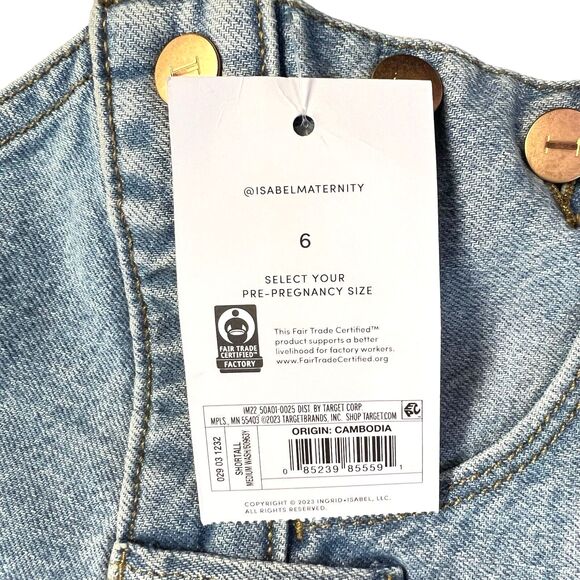 @ISABELMATERNITY
6
SELECT YOUR
PRE-PREGNANCY SIZE
FAIR TRADE
CERTIFIED™
FACTORY
This Fair Trade Certified™
product supports a better
livelihood for factory workers.
www.FairTradeCertified.org
IM22 50A01-0025 DIST. BY TARGET CORP.
MPLS, MN 55403 ©2023 TARGETBRANDS, INC. SHOP TARGET.COM
029 03 1232
SHORTALL
MEDIUM WASH/
ORIGIN: CAMBODIA
0 85239 85559 1
COPYRIGHT © 2023 INGRID+ISABEL, LLC.
ALL RIGHTS RESERVED.